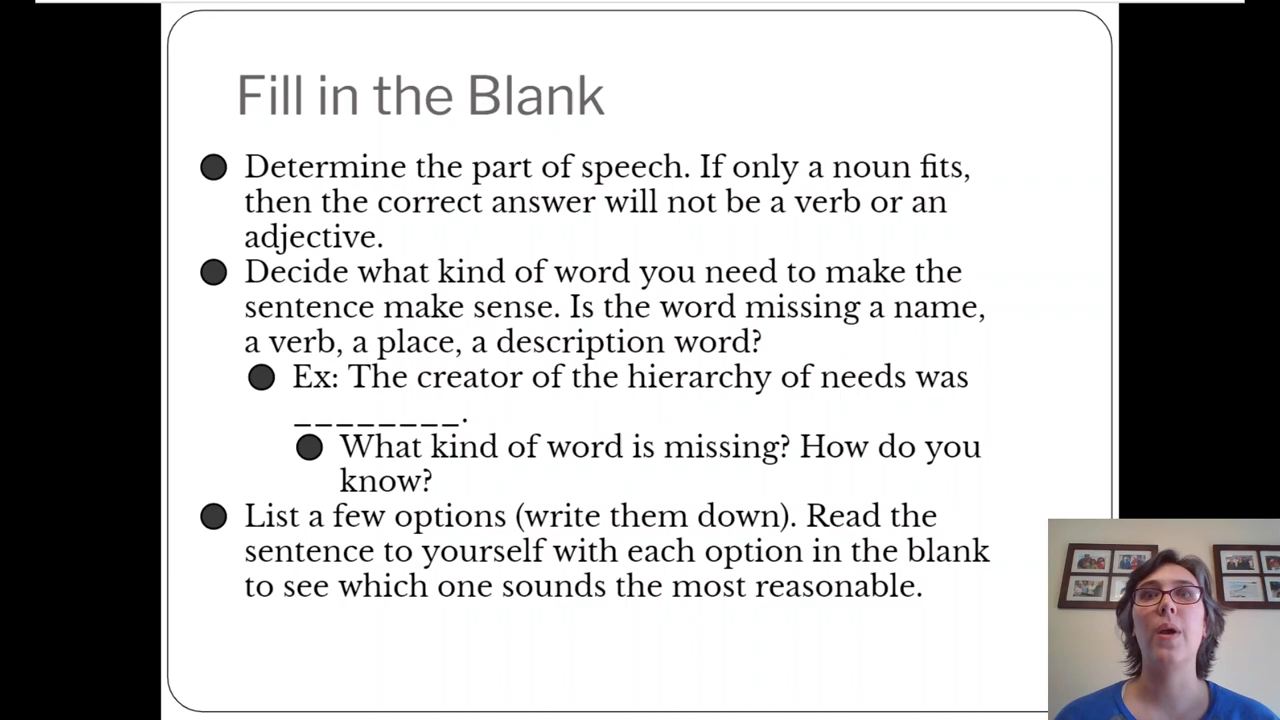 Fill in the Blank
Determine the part of speech. If only a noun fits,
then the correct answer will not be a verb or an
adjective.
Decide what kind of word you need to make the
sentence make sense. Is the word missing a name,
a verb, a place, a description word?
Ex: The creator of the hierarchy of needs was
________.
What kind of word is missing? How do you
know?
List a few options (write them down). Read the
sentence to yourself with each option in the blank
to see which one sounds the most reasonable.